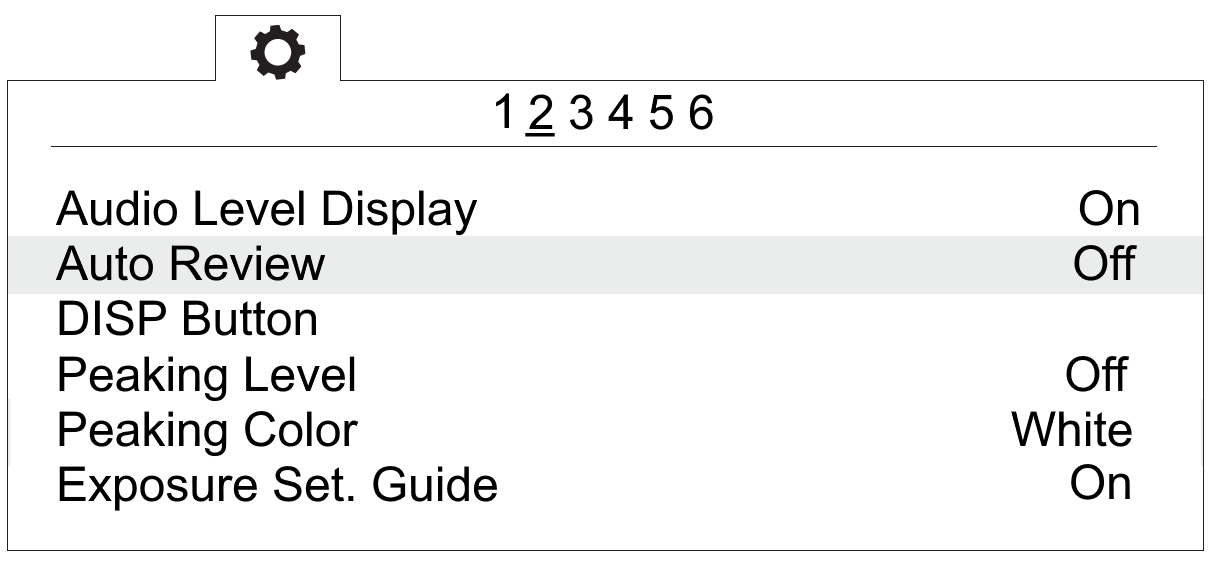 1 2 3 4 5 6
Audio Level Display On
Auto Review Off
DISP Button
Peaking Level Off
Peaking Color White
Exposure Set. Guide On